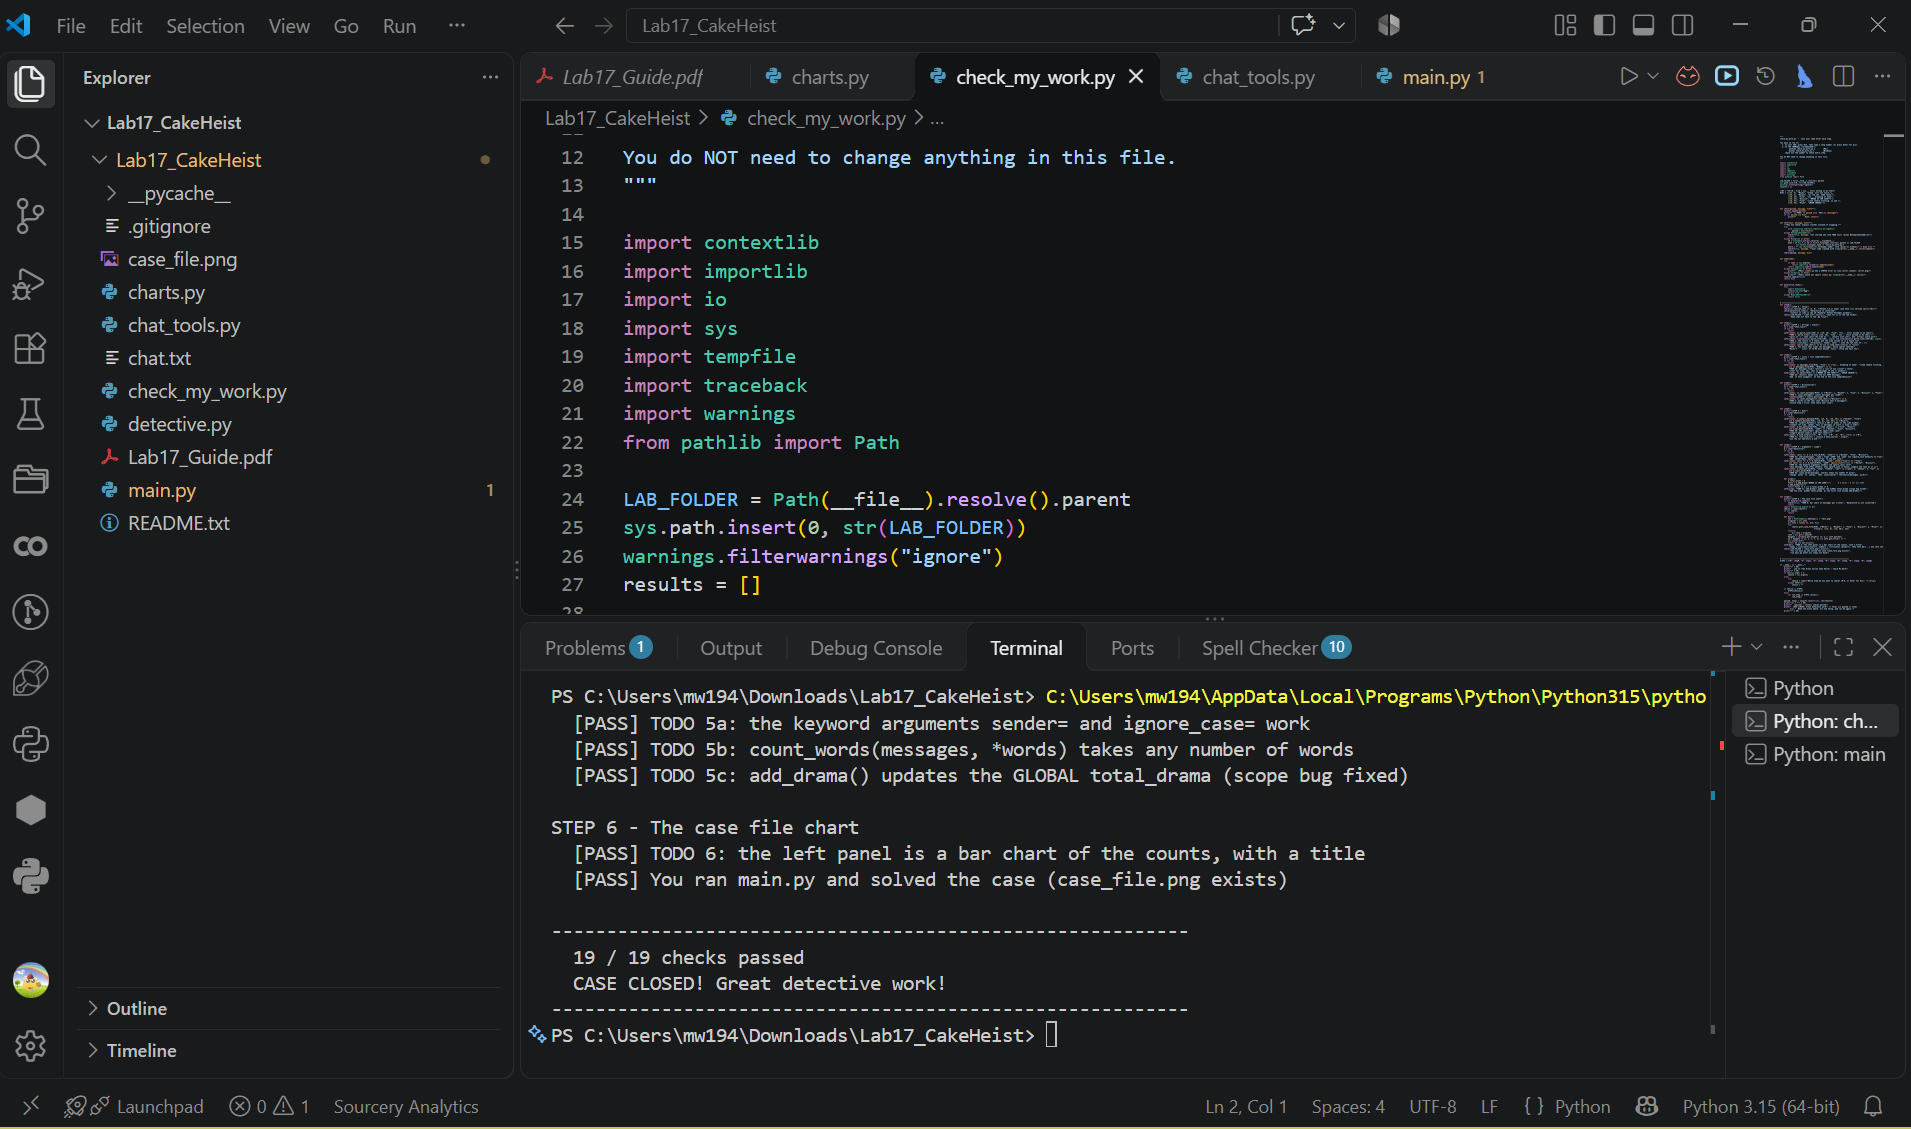 File Edit Selection View Go Run ...
Lab17_CakeHeist
Explorer
Lab17_CakeHeist
Lab17_CakeHeist
__pycache__
.gitignore
case_file.png
charts.py
chat_tools.py
chat.txt
check_my_work.py
detective.py
Lab17_Guide.pdf
main.py 1
README.txt
Outline
Timeline
Lab17_Guide.pdf charts.py check_my_work.py chat_tools.py main.py 1
Lab17_CakeHeist > check_my_work.py > ...
12 You do NOT need to change anything in this file.
13 """
14
15 import contextlib
16 import importlib
17 import io
18 import sys
19 import tempfile
20 import traceback
21 import warnings
22 from pathlib import Path
23
24 LAB_FOLDER = Path(__file__).resolve().parent
25 sys.path.insert(0, str(LAB_FOLDER))
26 warnings.filterwarnings("ignore")
27 results = []
28
Problems 1 Output Debug Console Terminal Ports Spell Checker 10
PS C:\Users\mw194\Downloads\Lab17_CakeHeist> C:\Users\mw194\AppData\Local\Programs\Python\Python315\pytho
[PASS] TODO 5a: the keyword arguments sender= and ignore_case= work
[PASS] TODO 5b: count_words(messages, *words) takes any number of words
[PASS] TODO 5c: add_drama() updates the GLOBAL total_drama (scope bug fixed)
STEP 6 - The case file chart
[PASS] TODO 6: the left panel is a bar chart of the counts, with a title
[PASS] You ran main.py and solved the case (case_file.png exists)
----------------------------------------------------------
19 / 19 checks passed
CASE CLOSED! Great detective work!
----------------------------------------------------------
PS C:\Users\mw194\Downloads\Lab17_CakeHeist>
Python
Python: ch...
Python: main
Launchpad 0 1 Sourcery Analytics Ln 2, Col 1 Spaces: 4 UTF-8 LF { } Python Python 3.15 (64-bit)